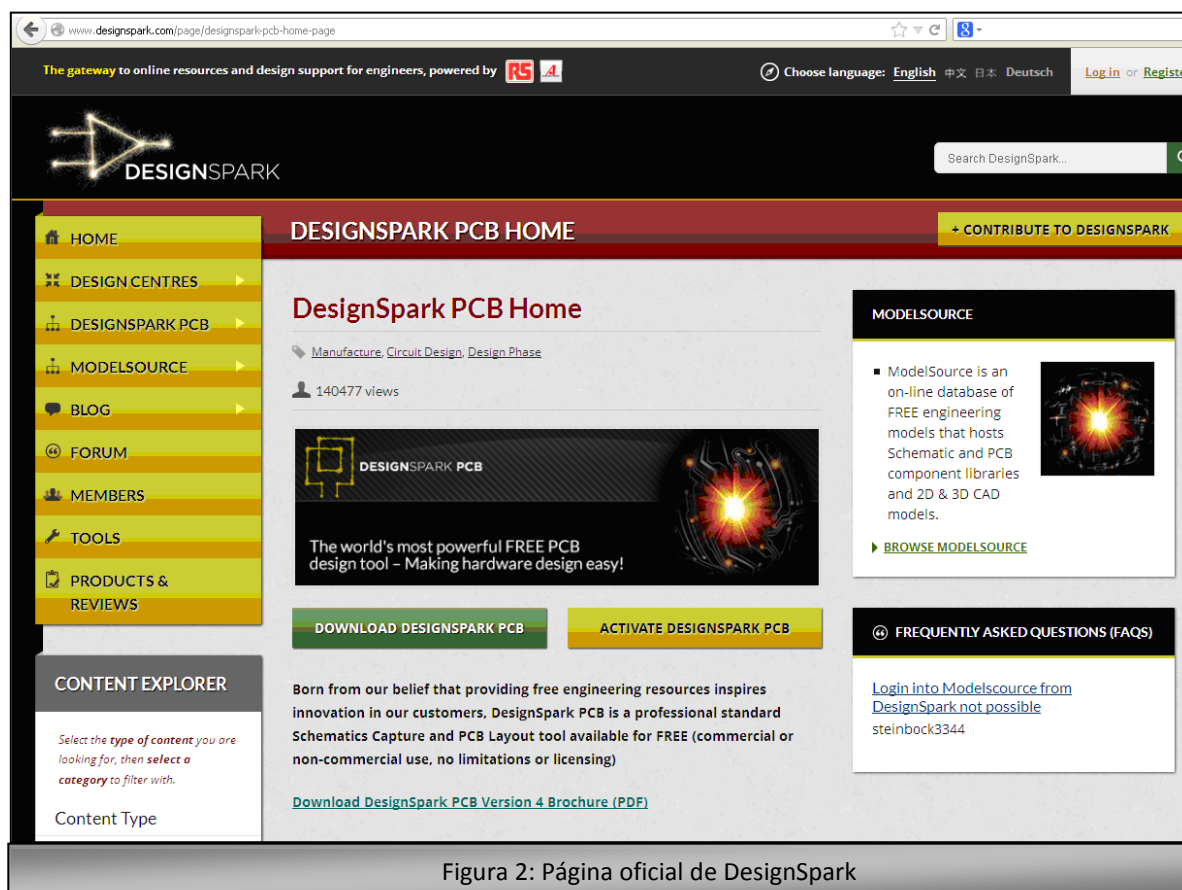 www.designspark.com/page/designspark-pcb-home-page
The gateway to online resources and design support for engineers, powered by RS A
Choose language: English 中文 日本 Deutsch
Log in or Registe
DESIGNSPARK
Search DesignSpark...
HOME
DESIGN CENTRES
DESIGNSPARK PCB
MODELSOURCE
BLOG
FORUM
MEMBERS
TOOLS
PRODUCTS &
REVIEWS
CONTENT EXPLORER
Select the type of content you are
looking for, then select a
category to filter with.
Content Type
DESIGNSPARK PCB HOME
+ CONTRIBUTE TO DESIGNSPARK
DesignSpark PCB Home
Manufacture, Circuit Design, Design Phase
140477 views
DESIGNSPARK PCB
The world's most powerful FREE PCB
design tool – Making hardware design easy!
DOWNLOAD DESIGNSPARK PCB
ACTIVATE DESIGNSPARK PCB
Born from our belief that providing free engineering resources inspires
innovation in our customers, DesignSpark PCB is a professional standard
Schematics Capture and PCB Layout tool available for FREE (commercial or
non-commercial use, no limitations or licensing)
Download DesignSpark PCB Version 4 Brochure (PDF)
MODELSOURCE
ModelSource is an
on-line database of
FREE engineering
models that hosts
Schematic and PCB
component libraries
and 2D & 3D CAD
models.
BROWSE MODELSOURCE
FREQUENTLY ASKED QUESTIONS (FAQS)
Login into Modelscource from
DesignSpark not possible
steinbock3344
Figura 2: Página oficial de DesignSpark